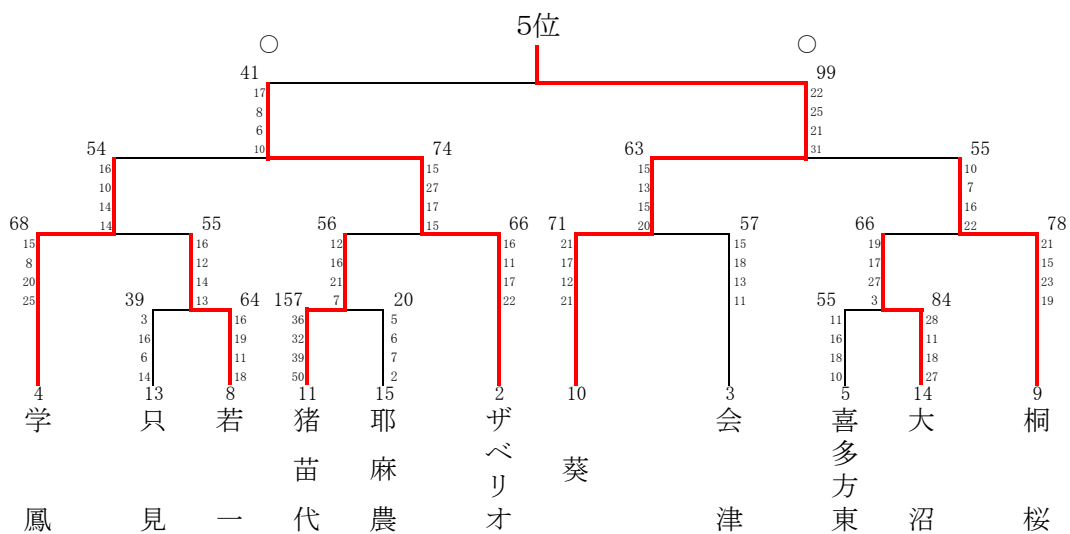 5位
○ ○
41 99
17 22
8 25
6 21
10 31
54 74 63 55
16 15 15 10
10 27 13 7
14 17 15 16
14 15 20 22
68 55 56 66 71 57 66 78
15 16 12 16 21 15 19 21
8 12 16 11 17 18 17 15
20 14 21 17 12 13 27 23
25 13 7 22 21 11 3 19
39 64 157 20 55 84
3 16 36 5 11 28
16 19 32 6 16 11
6 11 39 7 18 18
14 18 50 2 10 27
4 13 8 11 15 2 10 3 5 14 9
学鳳
只見
若一
猪苗代
耶麻農
ザベリオ
葵
会津
喜多方東
大沼
桐桜